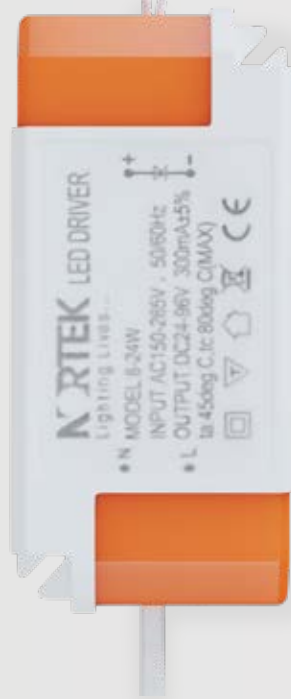 NORTEK LED DRIVER
Lighting Lives...
N MODEL 8-24W
INPUT AC150-265V , 50/60Hz
L OUTPUT DC24-96V 300mA±5%
ta 45deg C.tc:80deg C(MAX)
+
-
CE